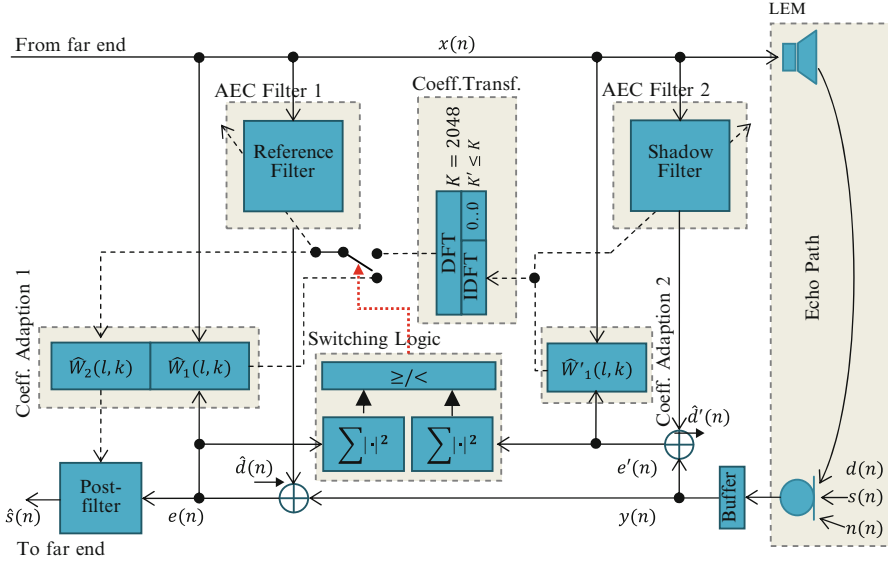 LEM
From far end
x(n)
AEC Filter 1
Coeff.Transf.
AEC Filter 2
Reference
Filter
K = 2048
K′ ≤ K
Shadow
Filter
DFT
IDFT
0..0
Echo Path
Coeff. Adaption 1
Ŵ₂(l, k)
Ŵ₁(l, k)
Switching Logic
≥/<
∑|·|²
∑|·|²
Ŵ′₁(l, k)
Coeff. Adaption 2
d̂′(n)
d̂(n)
e′(n)
d(n)
s(n)
n(n)
Post-
filter
ŝ(n)
e(n)
y(n)
Buffer
To far end